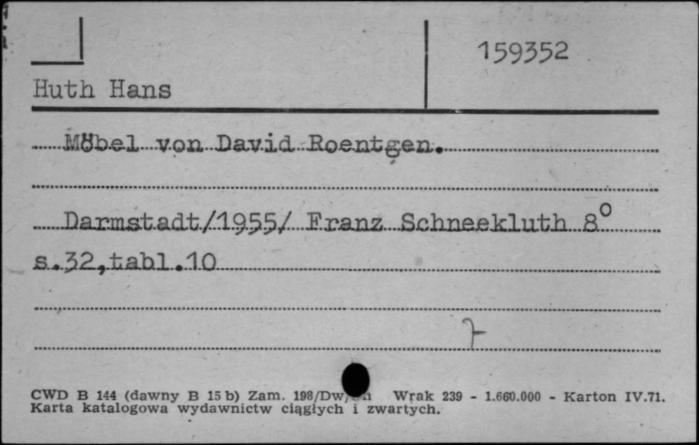 159352
Huth Hans
Möbel von David Roentgen.
Darmstadt/1955/ Franz Schneekluth 8°
s.32,tabl.10
CWD B 144 (dawny B 15 b) Zam. 198/Dw/ Wrak 239 - 1.660.000 - Karton IV.71.
Karta katalogowa wydawnictw ciągłych i zwartych.